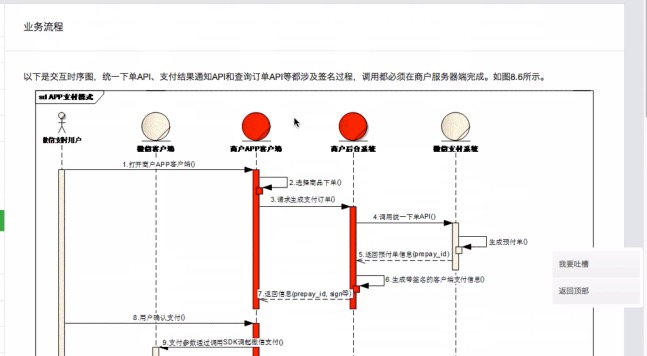 业务流程
以下是交互时序图，统一下单API、支付结果通知API和查询订单API等都涉及签名过程，调用都必须在商户服务器端完成。如图8.6所示。
sd APP支付模式
微信支付用户
微信客户端
商户APP客户端
商户后台系统
微信支付系统
1.打开商户APP客户端()
2.选择商品下单()
3.请求生成支付订单()
4.调用统一下单API()
生成预付单()
5.返回预付单信息(prepay_id)
6.生成带签名的客户端支付信息()
7.返回信息(prepay_id, sign等)
8.用户确认支付()
9.支付参数通过调用SDK调起微信支付()
我要吐槽
返回顶部